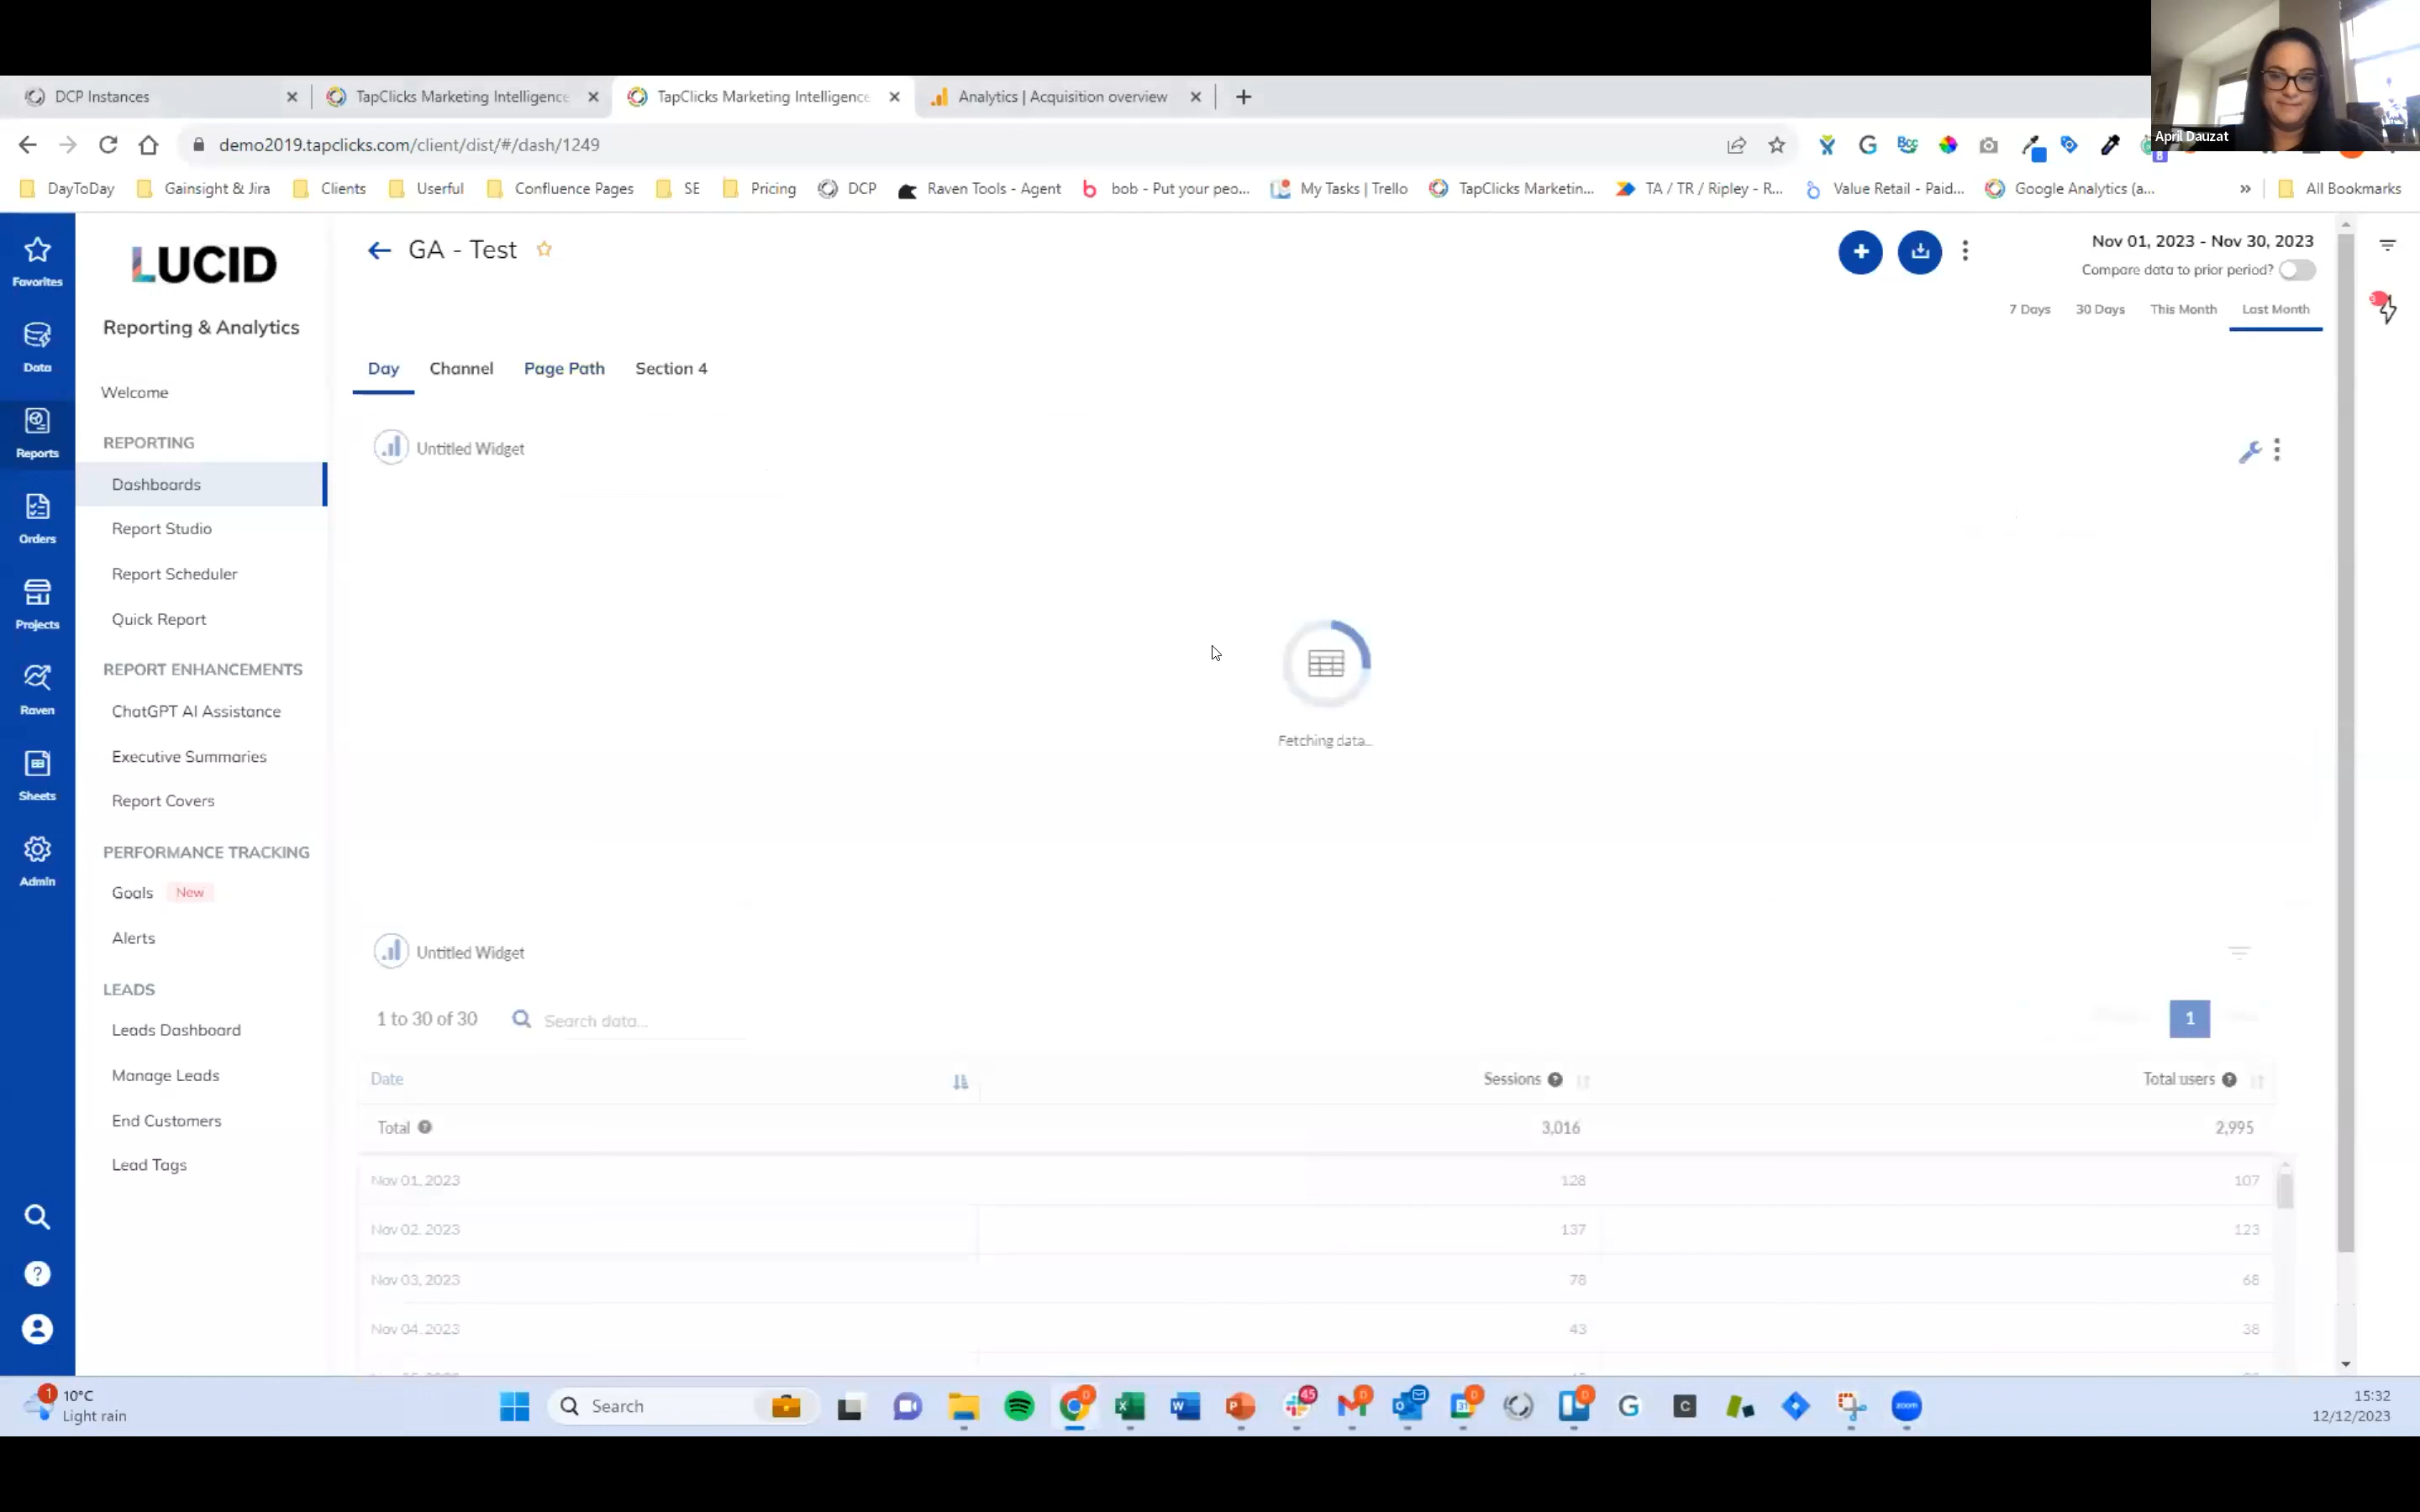 DCP Instances
TapClicks Marketing Intelligence
TapClicks Marketing Intelligence
Analytics | Acquisition overview
April Dauzat
demo2019.tapclicks.com/client/dist/#/dash/1249
DayToDay
Gainsight & Jira
Clients
Userful
Confluence Pages
SE
Pricing
DCP
Raven Tools - Agent
bob - Put your peo...
My Tasks | Trello
TapClicks Marketin...
TA / TR / Ripley - R...
Value Retail - Paid...
Google Analytics (a...
»
All Bookmarks
Favorites
Data
Reports
Orders
Projects
Raven
Sheets
Admin
LUCID
Reporting & Analytics
Welcome
REPORTING
Dashboards
Report Studio
Report Scheduler
Quick Report
REPORT ENHANCEMENTS
ChatGPT AI Assistance
Executive Summaries
Report Covers
PERFORMANCE TRACKING
Goals New
Alerts
LEADS
Leads Dashboard
Manage Leads
End Customers
Lead Tags
GA - Test
Nov 01, 2023 - Nov 30, 2023
Compare data to prior period?
7 Days 30 Days This Month Last Month
Day Channel Page Path Section 4
Untitled Widget
Fetching data...
Untitled Widget
1 to 30 of 30 Search data... 1
Date Sessions Total users
Total 3,016 2,995
Nov 01, 2023 128 107
Nov 02, 2023 137 123
Nov 03, 2023 78 68
Nov 04, 2023 43 38
1
10°C
Light rain
Search
45
31
zoom
15:32
12/12/2023